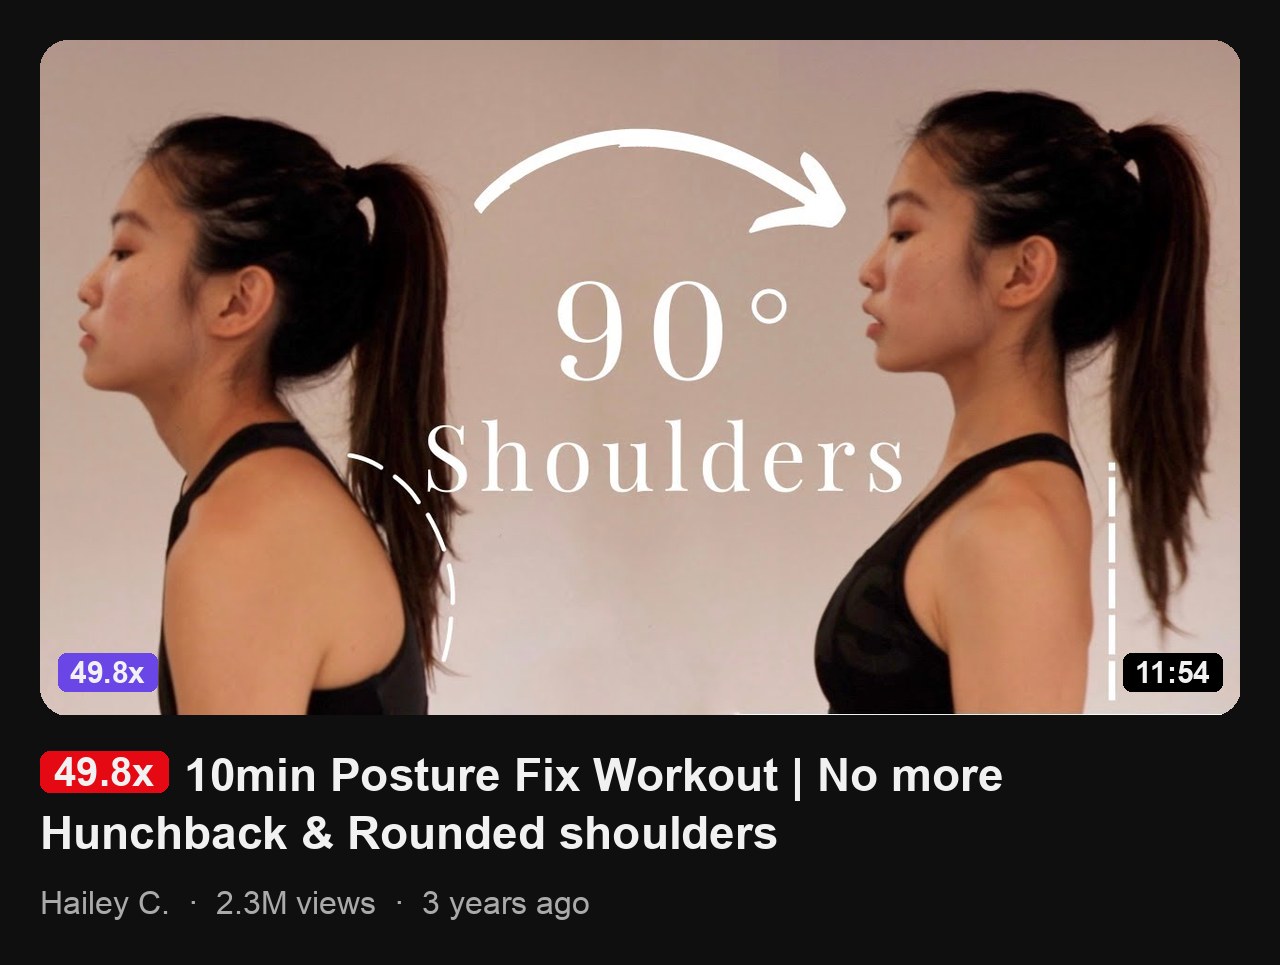 90°
Shoulders
49.8x
11:54
49.8x 10min Posture Fix Workout | No more
Hunchback & Rounded shoulders
Hailey C. · 2.3M views · 3 years ago